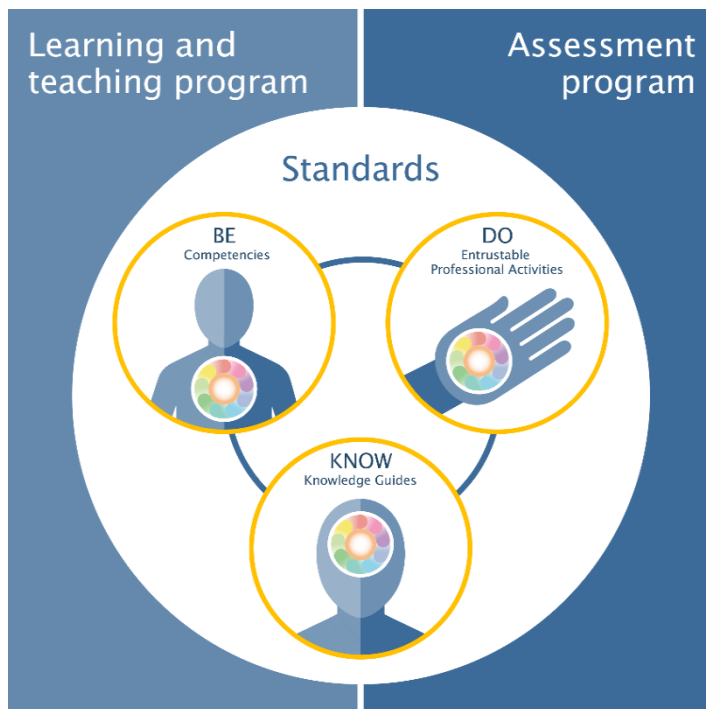 Learning and
teaching program
Assessment
program
Standards
BE
Competencies
DO
Entrustable
Professional Activities
KNOW
Knowledge Guides